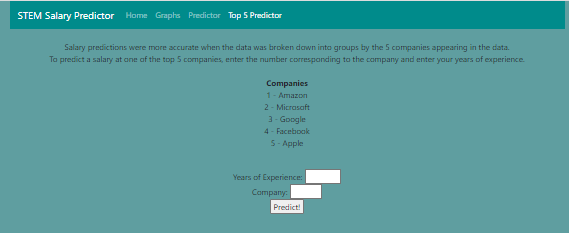 STEM Salary Predictor Home Graphs Predictor Top 5 Predictor
Salary predictions were more accurate when the data was broken down into groups by the 5 companies appearing in the data.
To predict a salary at one of the top 5 companies, enter the number corresponding to the company and enter your years of experience.
Companies
1 - Amazon
2 - Microsoft
3 - Google
4 - Facebook
5 - Apple
Years of Experience:
Company:
Predict!